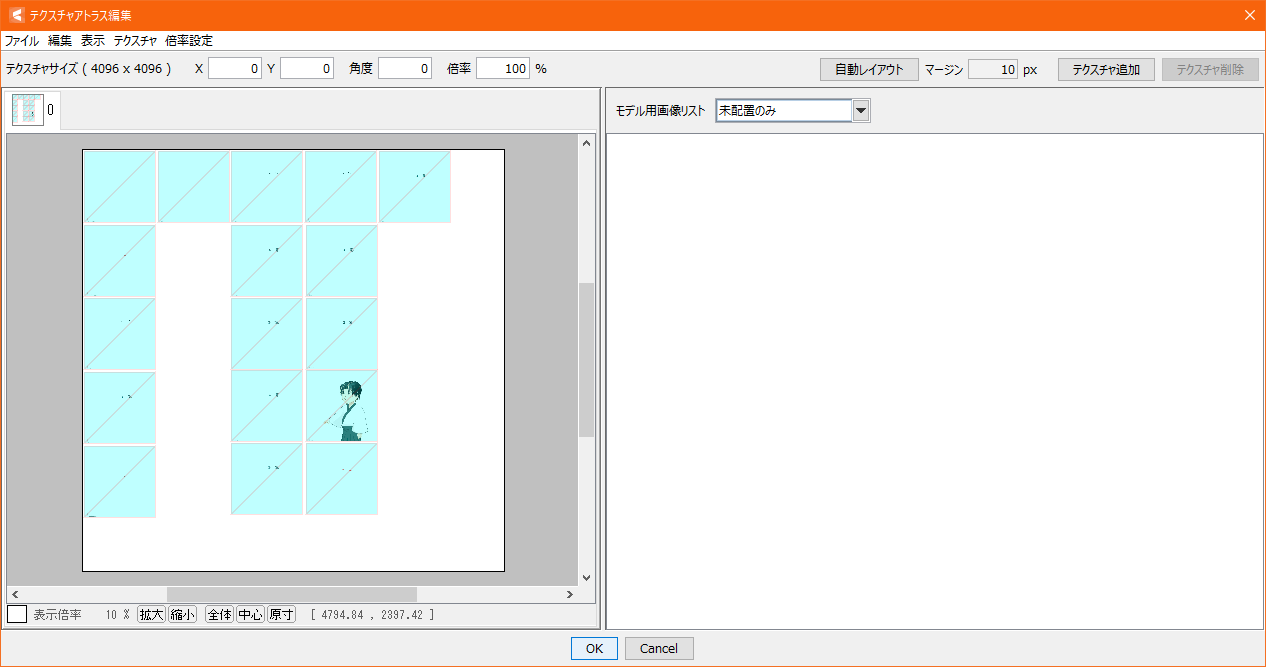 テクスチャアトラス編集
ファイル 編集 表示 テクスチャ 倍率設定
テクスチャサイズ ( 4096 x 4096 ) X 0 Y 0 角度 0 倍率 100 % 自動レイアウト マージン 10 px テクスチャ追加 テクスチャ削除
0
モデル用画像リスト 未配置のみ
表示倍率 10 % 拡大 縮小 全体 中心 原寸 [ 4794.84 , 2397.42 ]
OK Cancel